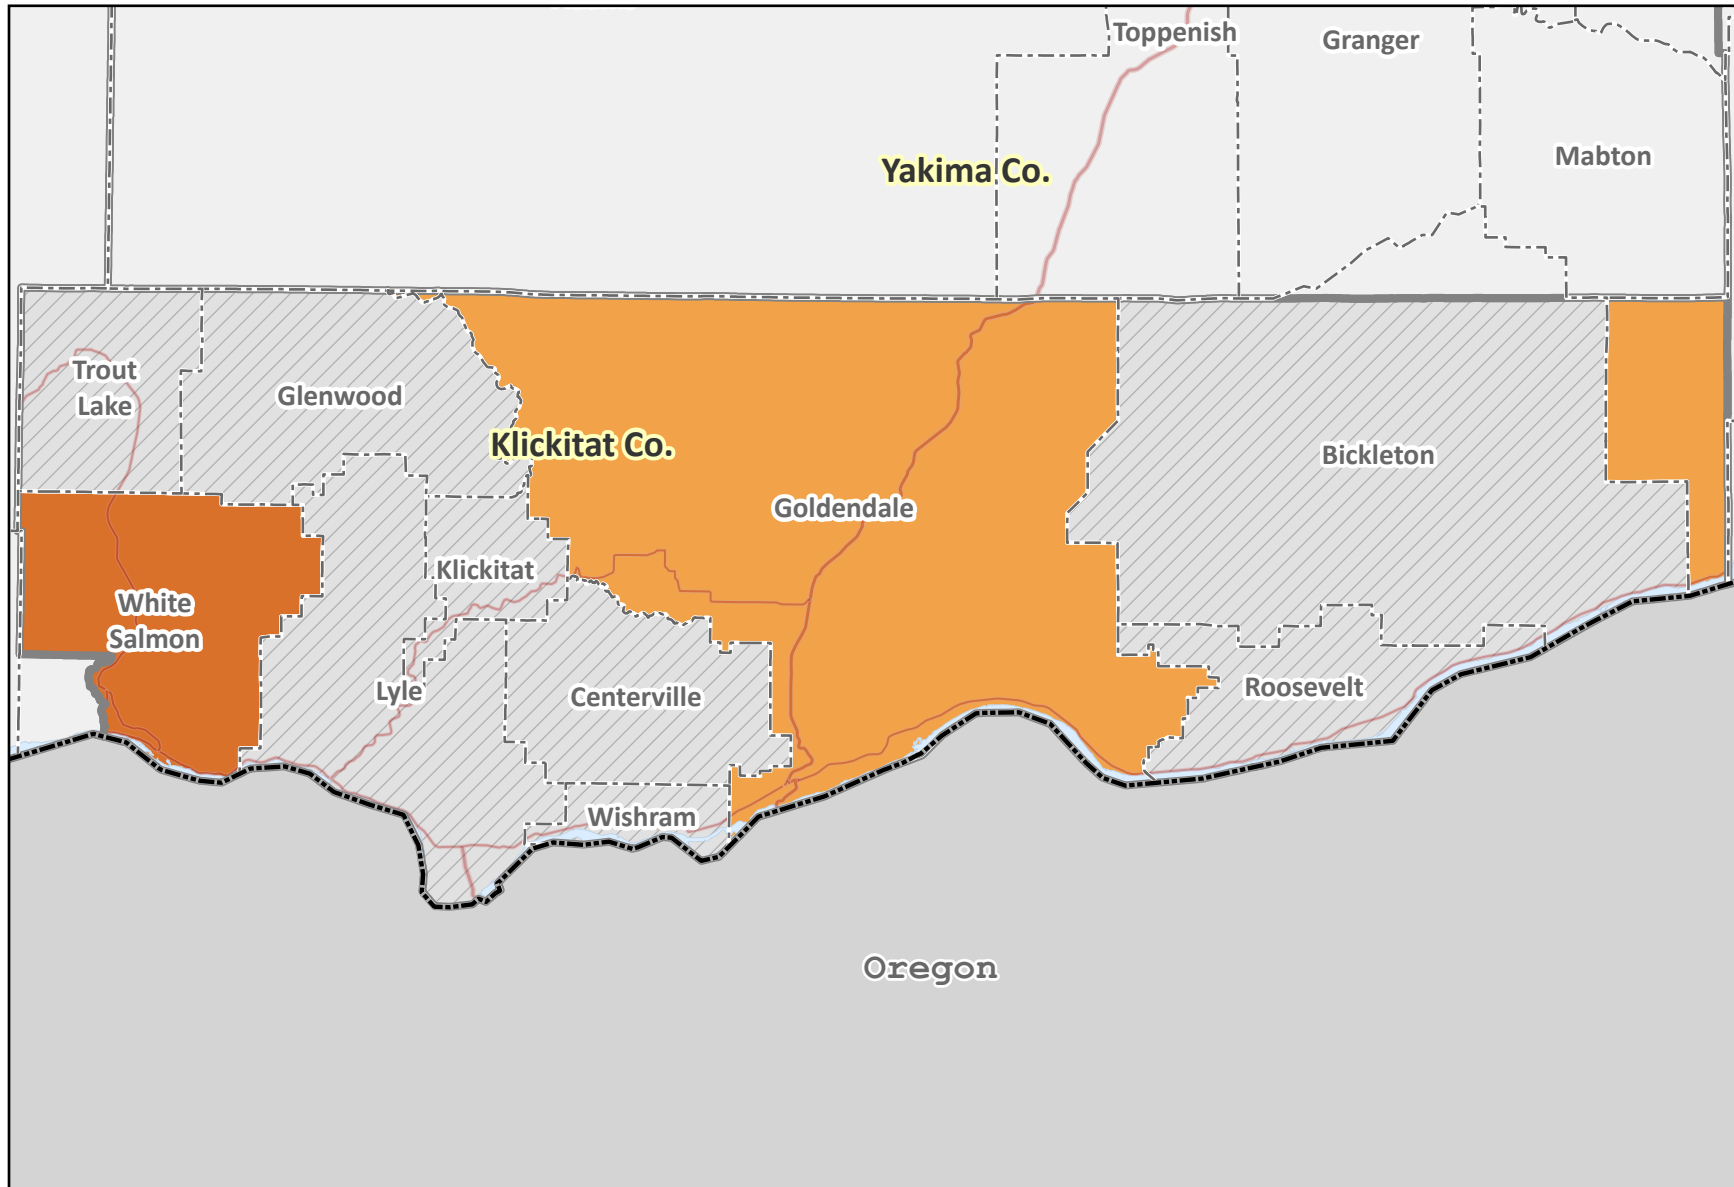 Toppenish
Granger
Mabton
Yakima Co.
Trout
Lake
Glenwood
Klickitat Co.
Bickleton
Goldendale
Klickitat
White
Salmon
Lyle
Centerville
Roosevelt
Wishram
Oregon